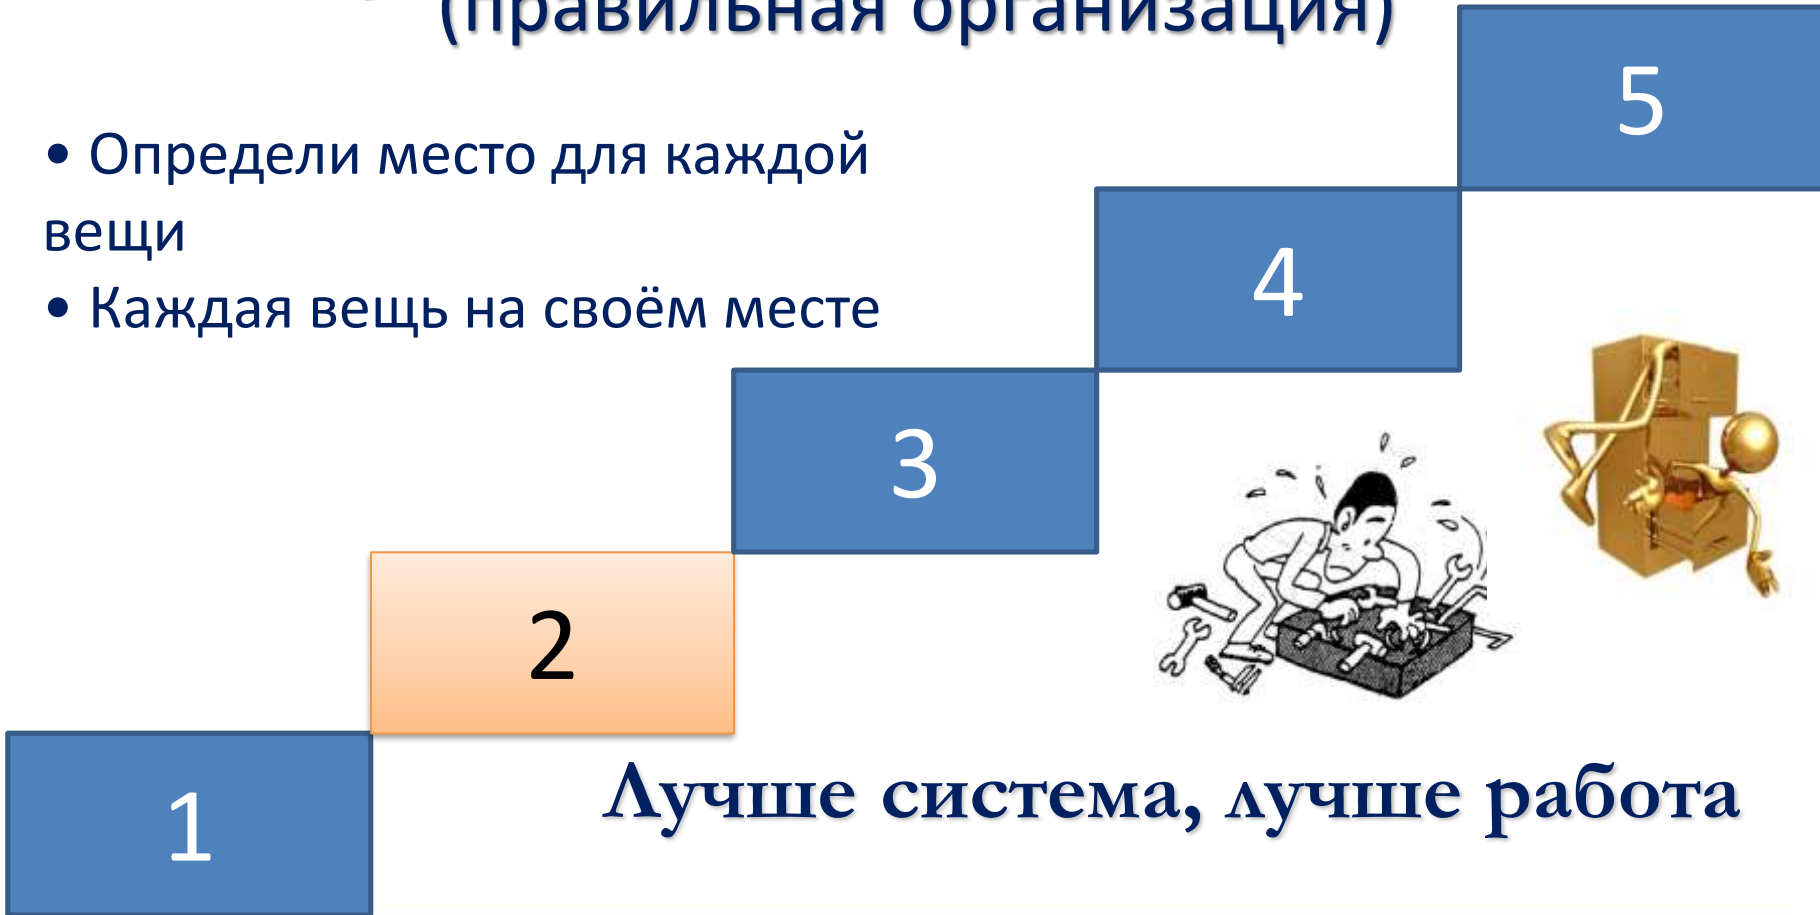 (правильная организация)
5
• Определи место для каждой
вещи
4
• Каждая вещь на своём месте
3
2
Лучше система, лучше работа
1